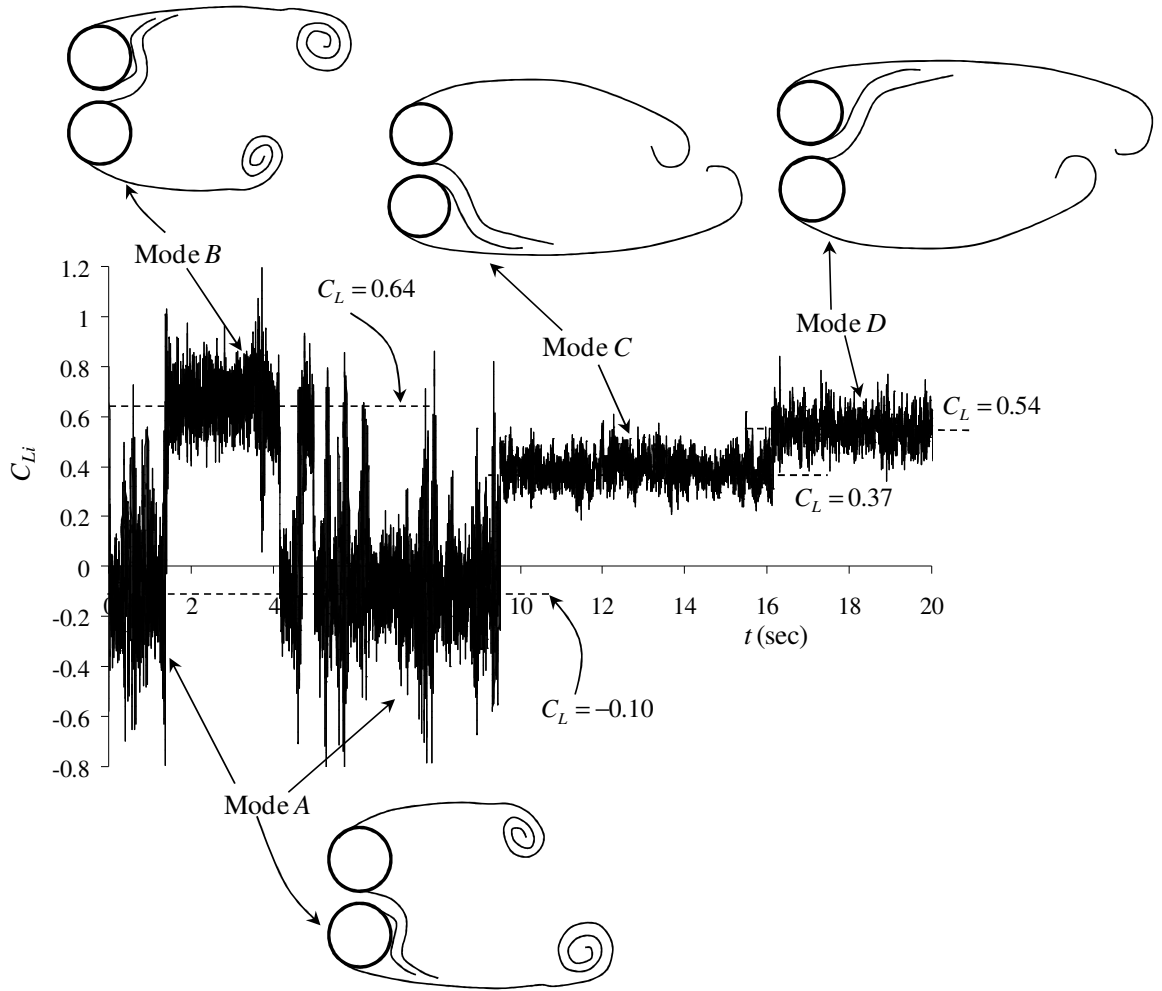 Mode B
1.2
C_L = 0.64
1
Mode D
Mode C
0.8
C_L = 0.54
0.6
C_Li
0.4
C_L = 0.37
0.2
0
0 2 4 10 12 14 16 18 20
-0.2
t (sec)
-0.4
-0.6
C_L = −0.10
-0.8
Mode A